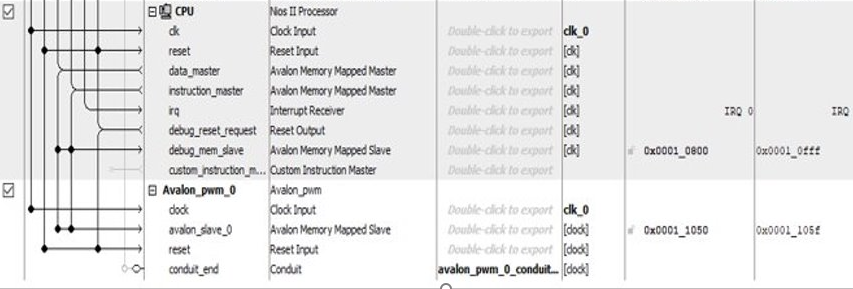 CPU Nios II Processor
clk Clock Input Double-click to export clk_0
reset Reset Input Double-click to export [clk]
data_master Avalon Memory Mapped Master Double-click to export [clk]
instruction_master Avalon Memory Mapped Master Double-click to export [clk]
irq Interrupt Receiver Double-click to export [clk] IRQ 0 IRQ
debug_reset_request Reset Output Double-click to export [clk]
debug_mem_slave Avalon Memory Mapped Slave Double-click to export [clk] 0x0001_0800 0x0001_0fff
custom_instruction_m... Custom Instruction Master Double-click to export
Avalon_pwm_0 Avalon_pwm
clock Clock Input Double-click to export clk_0
avalon_slave_0 Avalon Memory Mapped Slave Double-click to export [clock] 0x0001_1050 0x0001_105f
reset Reset Input Double-click to export [clock]
conduit_end Conduit avalon_pwm_0_conduit... [clock]